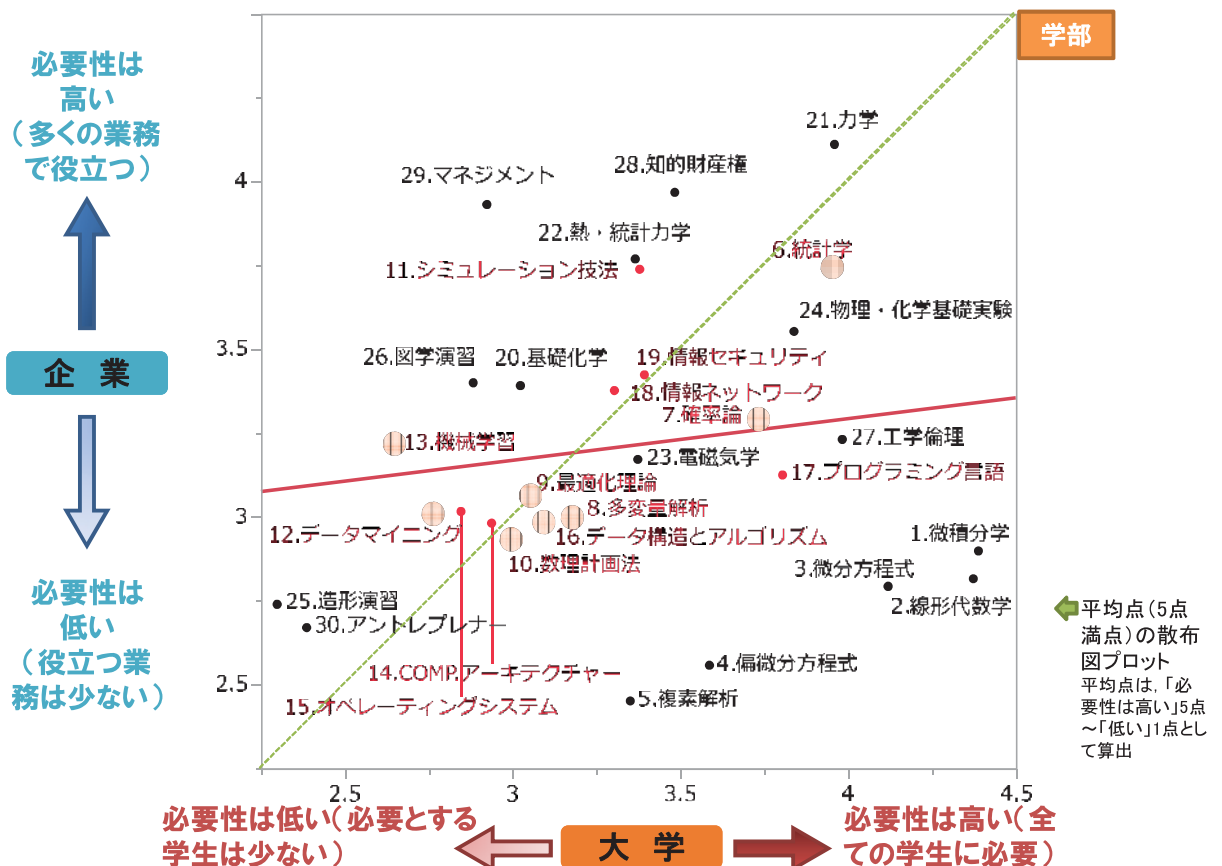 学部
必要性は
高い
（多くの業務
で役立つ）
企 業
必要性は
低い
（役立つ業
務は少ない）
4
3.5
3
2.5
21.力学
28.知的財産権
29.マネジメント
22.熱・統計力学
6.統計学
11.シミュレーション技法
24.物理・化学基礎実験
26.図学演習
20.基礎化学
19.情報セキュリティ
18.情報ネットワーク
7.確率論
13.機械学習
27.工学倫理
23.電磁気学
17.プログラミング言語
9.最適化理論
8.多変量解析
12.データマイニング
16.データ構造とアルゴリズム
1.微積分学
10.数理計画法
3.微分方程式
25.造形演習
2.線形代数学
30.アントレプレナー
14.COMP.アーキテクチャー
4.偏微分方程式
15.オペレーティングシステム
5.複素解析
平均点（5点
満点）の散布
図プロット
平均点は，「必
要性は高い」5点
～「低い」1点とし
て算出
2.5
3
3.5
4
4.5
必要性は低い（必要とする
学生は少ない）
大 学
必要性は高い（全
ての学生に必要）